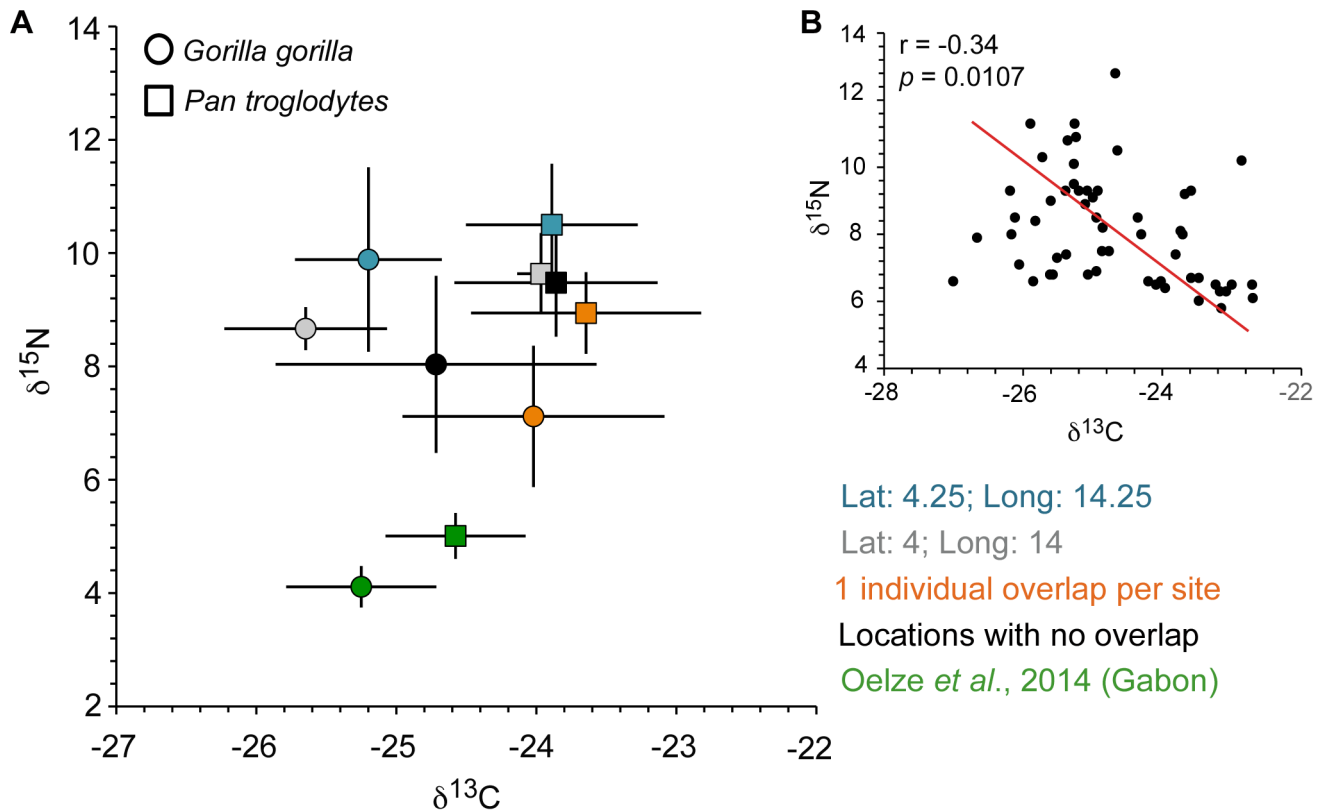 A
14
12
10
8
6
4
2
-27
-26
-25
-24
-23
-22
δ15N
δ13C
Gorilla gorilla
Pan troglodytes
B
14
12
10
8
6
4
-28
-26
-24
-22
δ15N
δ13C
r = -0.34
p = 0.0107
Lat: 4.25; Long: 14.25
Lat: 4; Long: 14
1 individual overlap per site
Locations with no overlap
Oelze et al., 2014 (Gabon)